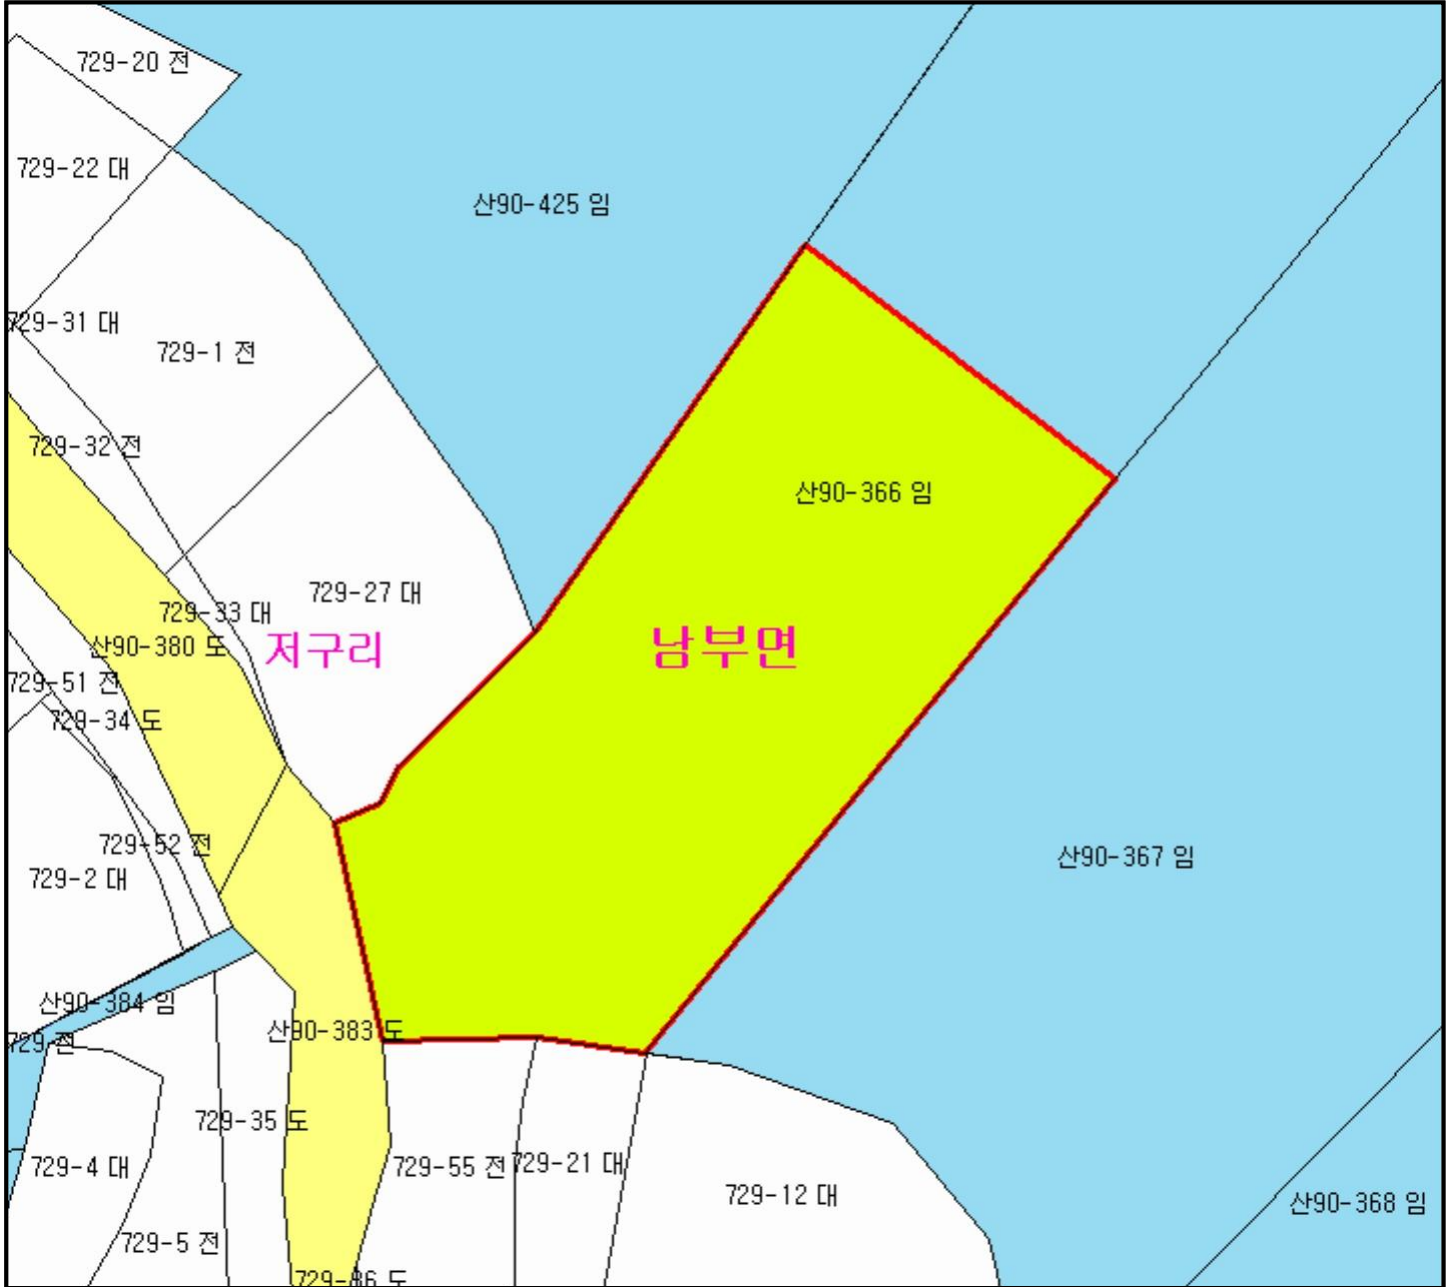 729-20 전
729-22 대
산90-425 임
729-31 대
729-1 전
729-32 전
산90-366 임
729-27 대
729-33 대
산90-380 도
저구리
남부면
729-51 전
729-34 도
729-52 전
산90-367 임
729-2 대
산90-384 임
산90-383 도
729 전
729-35 도
729-4 대
729-55 전
729-21 대
729-12 대
산90-368 임
729-5 전
729-36 도